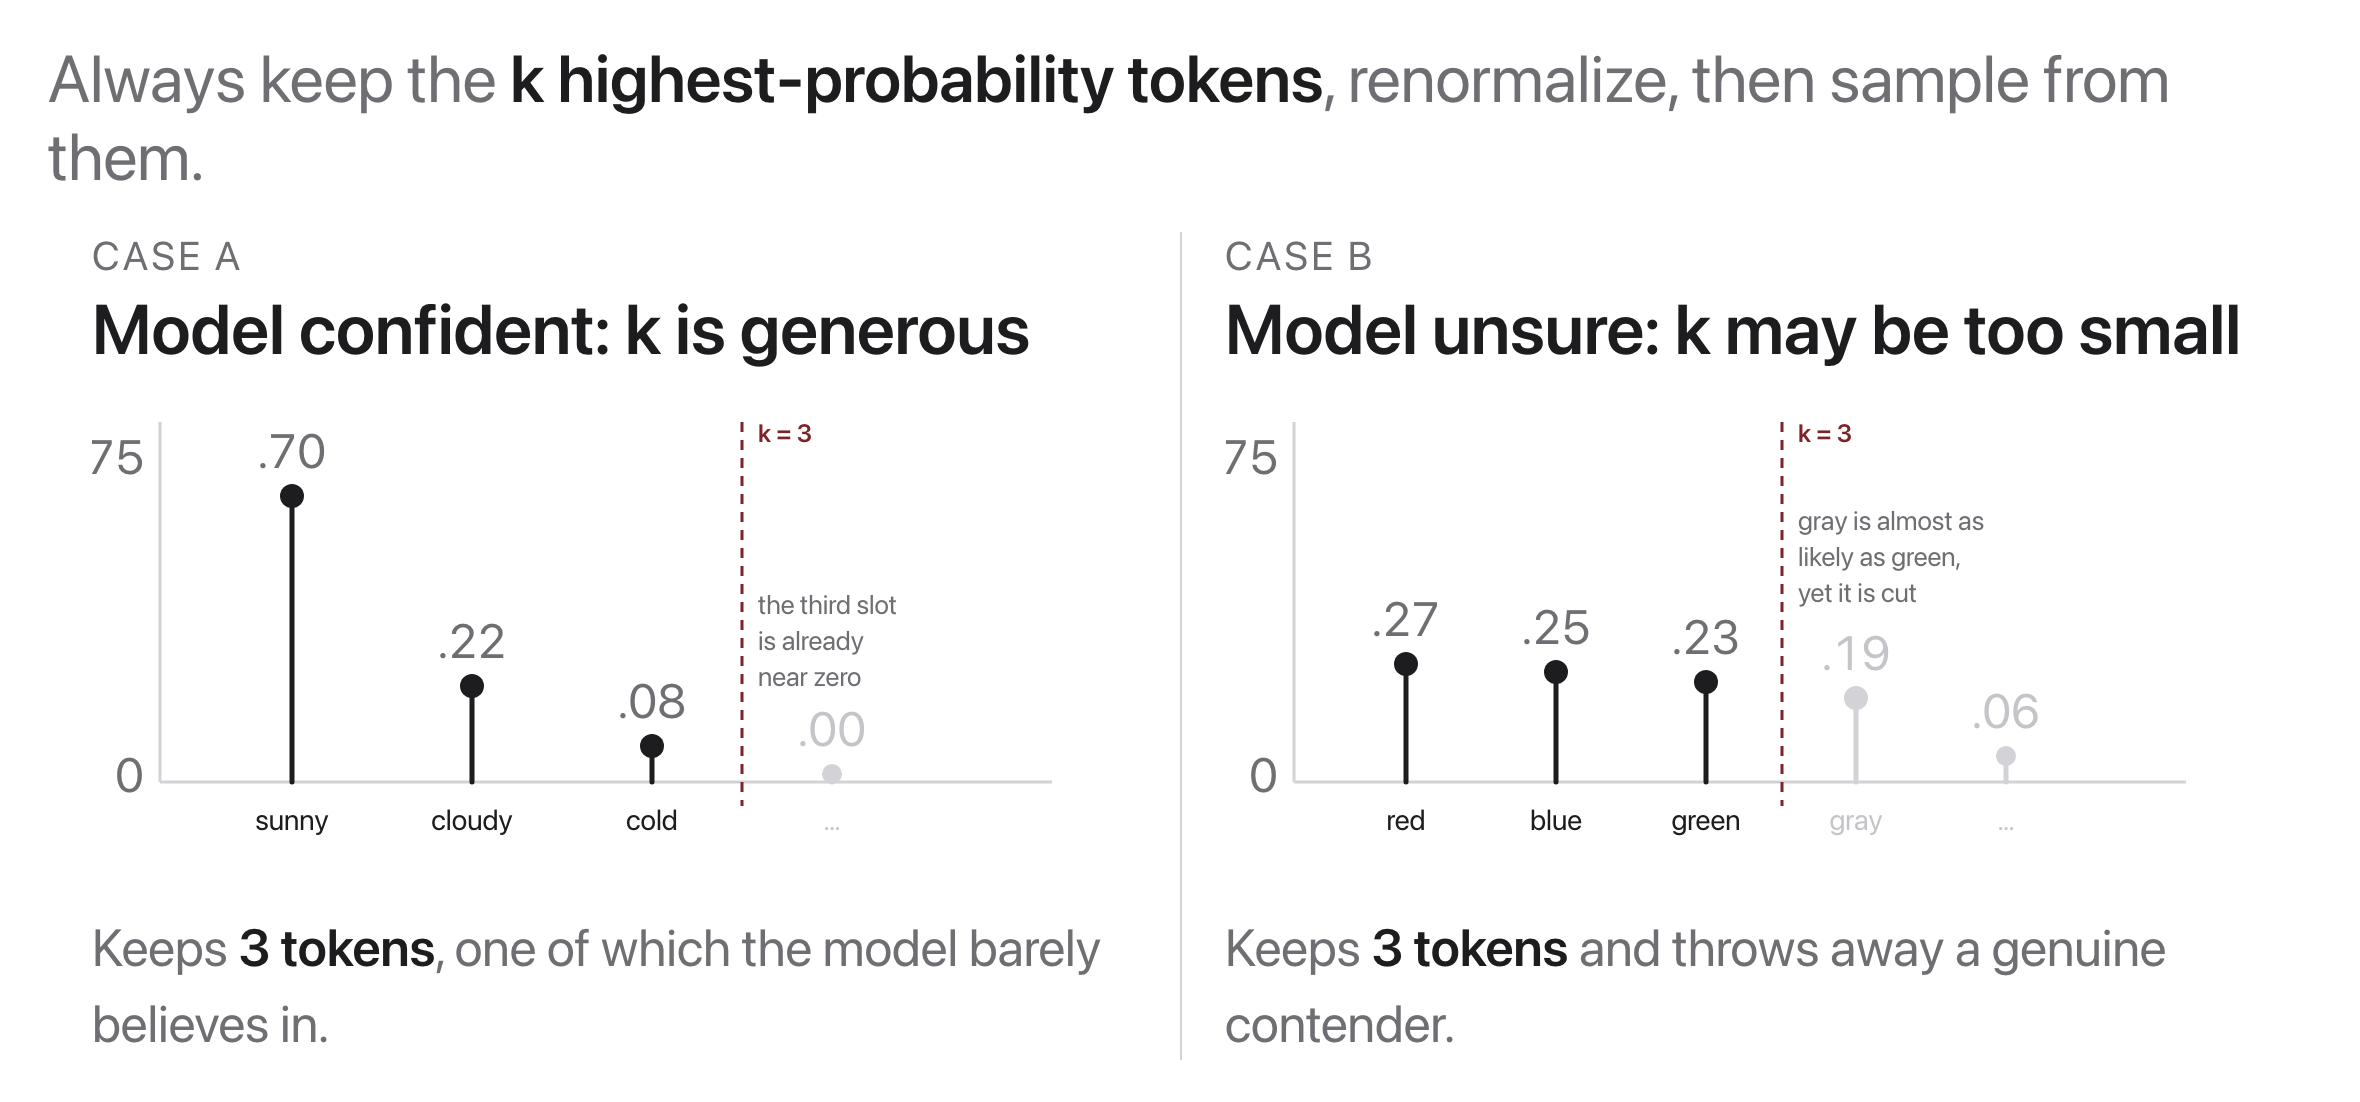 Always keep the k highest-probability tokens, renormalize, then sample from
them.
CASE A
Model confident: k is generous
75
0
.70
.22
.08
.00
k = 3
the third slot
is already
near zero
sunny
cloudy
cold
...
Keeps 3 tokens, one of which the model barely
believes in.
CASE B
Model unsure: k may be too small
75
0
.27
.25
.23
.19
.06
k = 3
gray is almost as
likely as green,
yet it is cut
red
blue
green
gray
...
Keeps 3 tokens and throws away a genuine
contender.